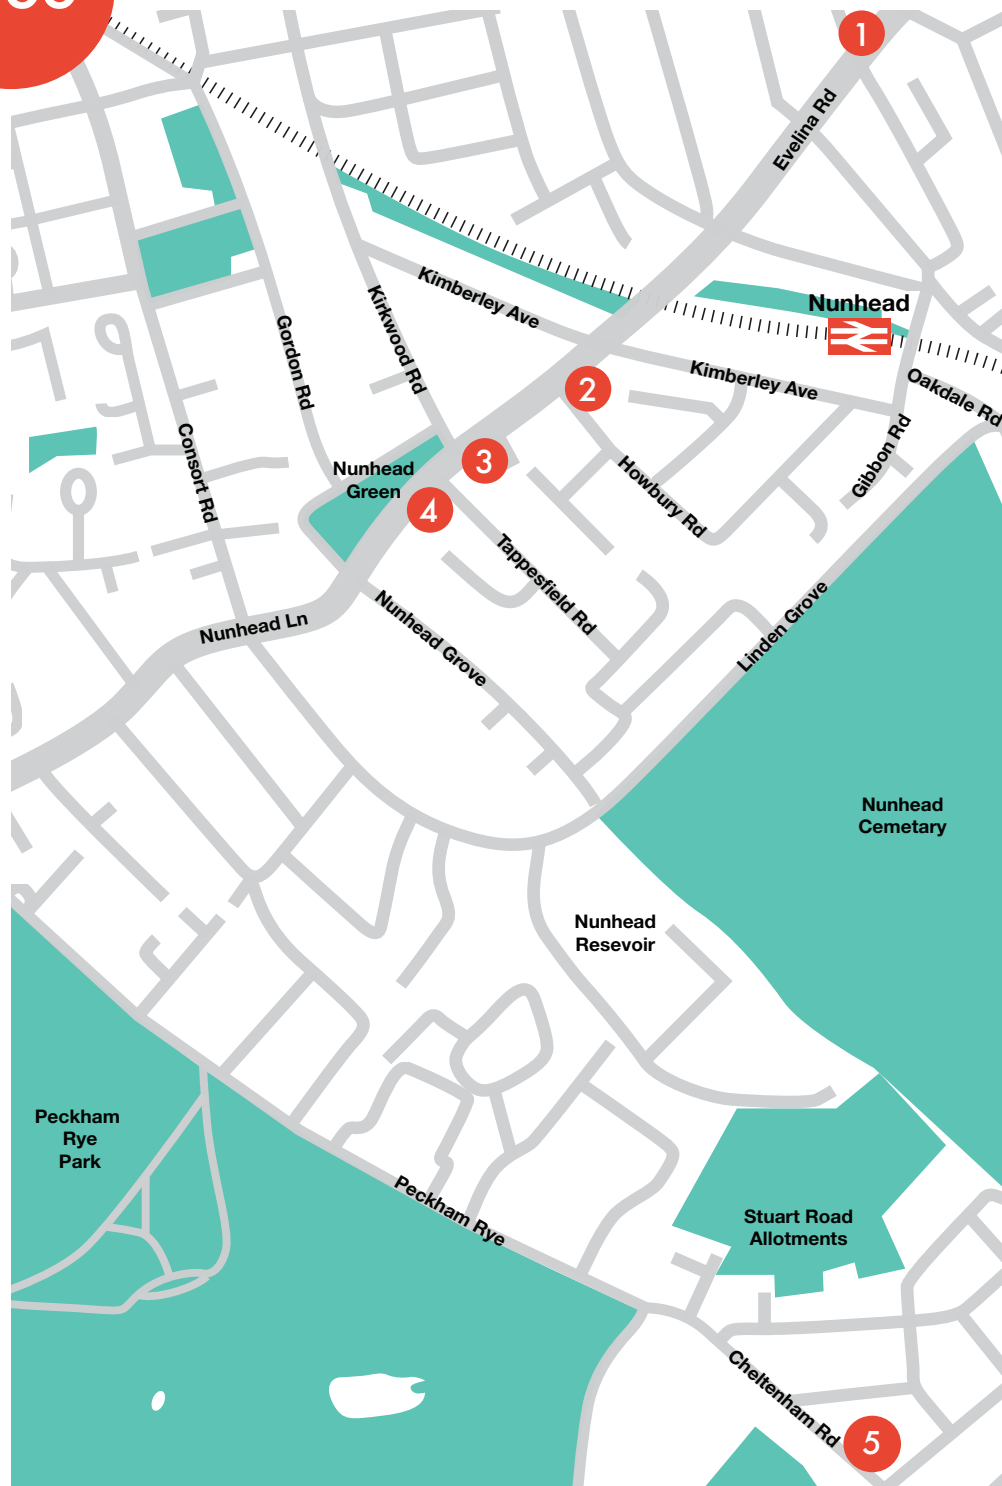 1
Evelina Rd
Kimberley Ave
Nunhead
Kirkwood Rd
Gordon Rd
2
Kimberley Ave
Oakdale Rd
Consort Rd
Nunhead
Green
3
4
Howbury Rd
Gibbon Rd
Tappesfield Rd
Nunhead Ln
Nunhead Grove
Linden Grove
Nunhead
Cemetary
Nunhead
Resevoir
Peckham
Rye
Park
Peckham Rye
Stuart Road
Allotments
Cheltenham Rd
5